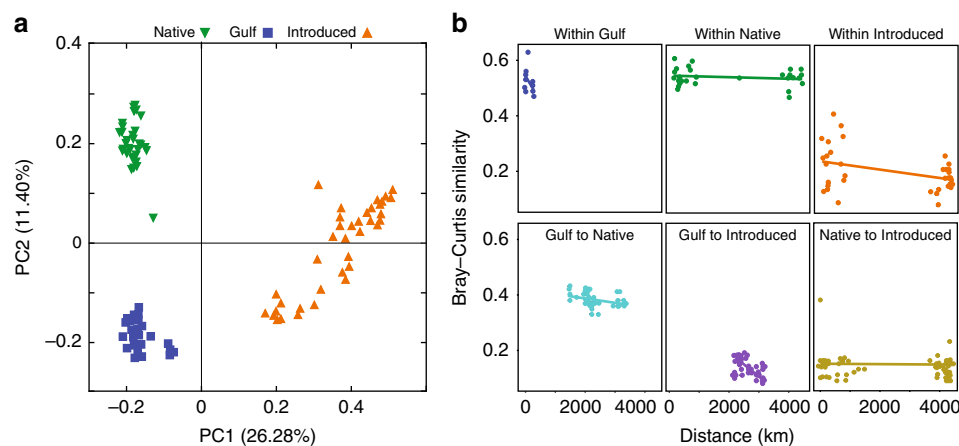 a
Native Gulf Introduced
0.4
0.2
0
−0.2
PC2 (11.40%)
−0.2 0 0.2 0.4
PC1 (26.28%)
b
Within Gulf Within Native Within Introduced
0.6
0.4
0.2
Gulf to Native Gulf to Introduced Native to Introduced
0.6
0.4
0.2
Bray–Curtis similarity
0 2000 4000 0 2000 4000 0 2000 4000
Distance (km)